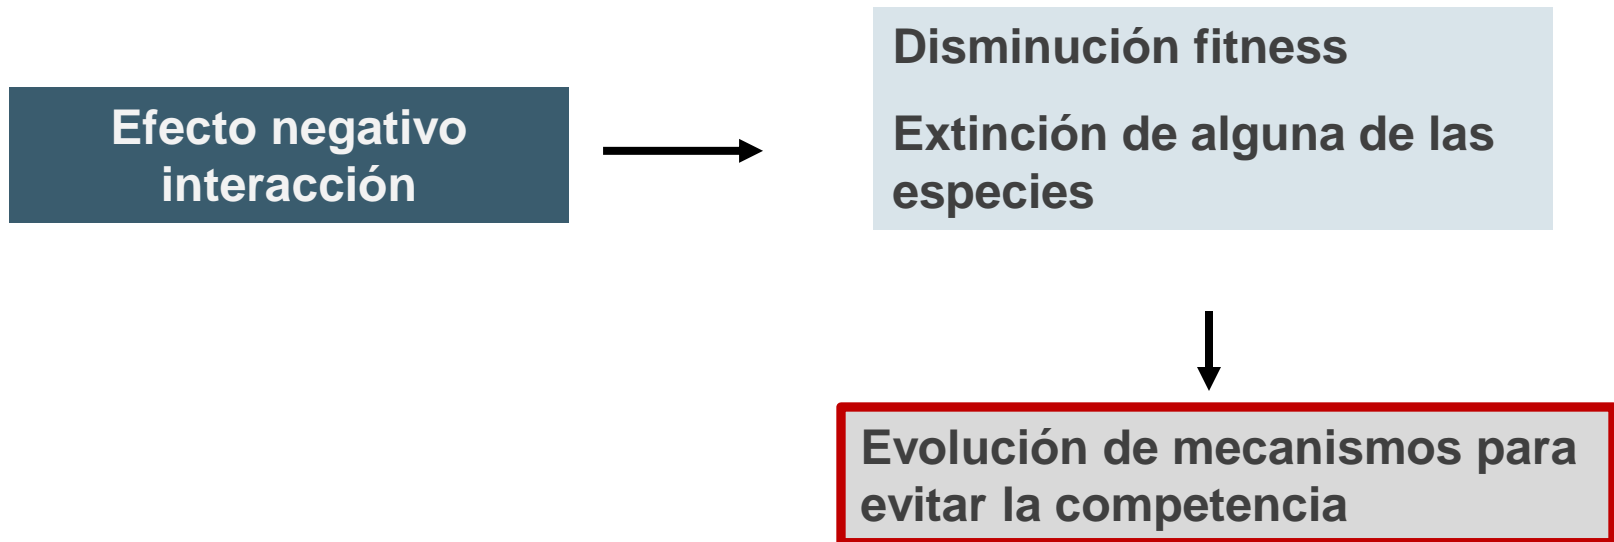 Efecto negativo
interacción
Disminución fitness
Extinción de alguna de las
especies
Evolución de mecanismos para
evitar la competencia